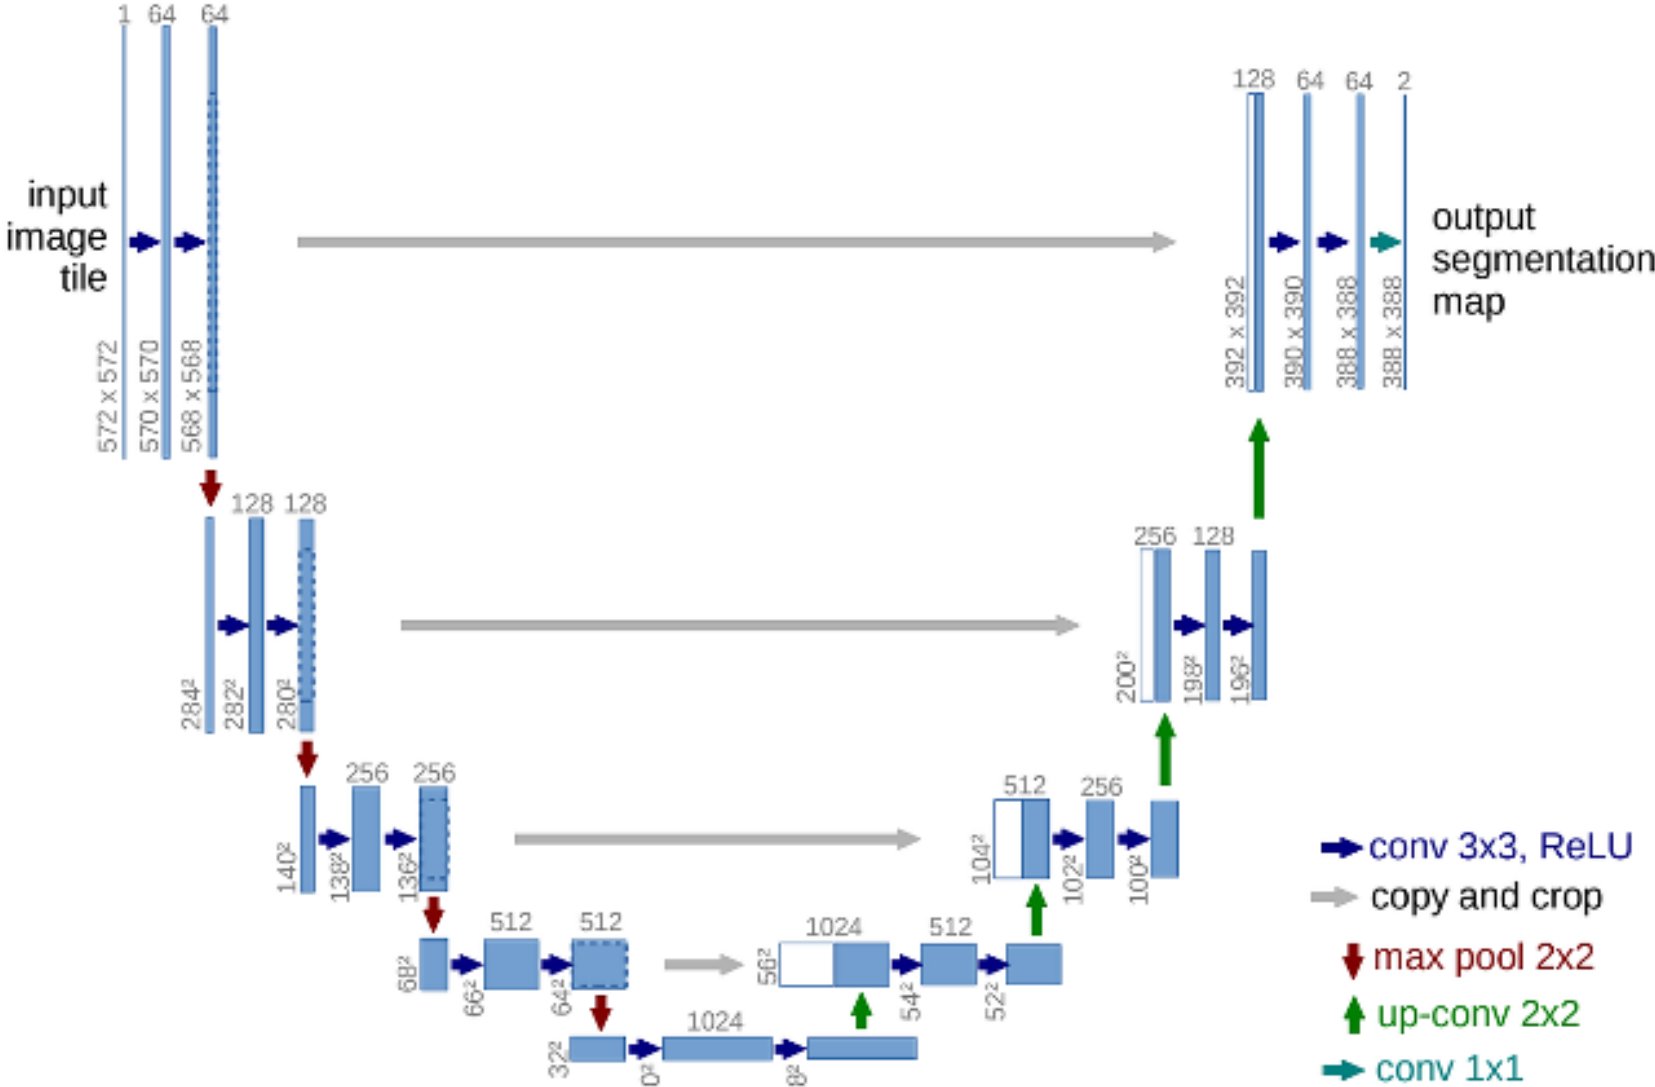 1 64 64
input
image
tile
572 x 572
570 x 570
568 x 568
128 64 64 2
392 x 392
390 x 390
388 x 388
388 x 388
output
segmentation
map
128 128
284²
282²
280²
256 128
200²
198²
196²
256 256
140²
138²
136²
512 256
104²
102²
100²
512 512
68²
66²
64²
1024 512
56²
54²
52²
1024
32²
0²
8²
conv 3x3, ReLU
copy and crop
max pool 2x2
up-conv 2x2
conv 1x1